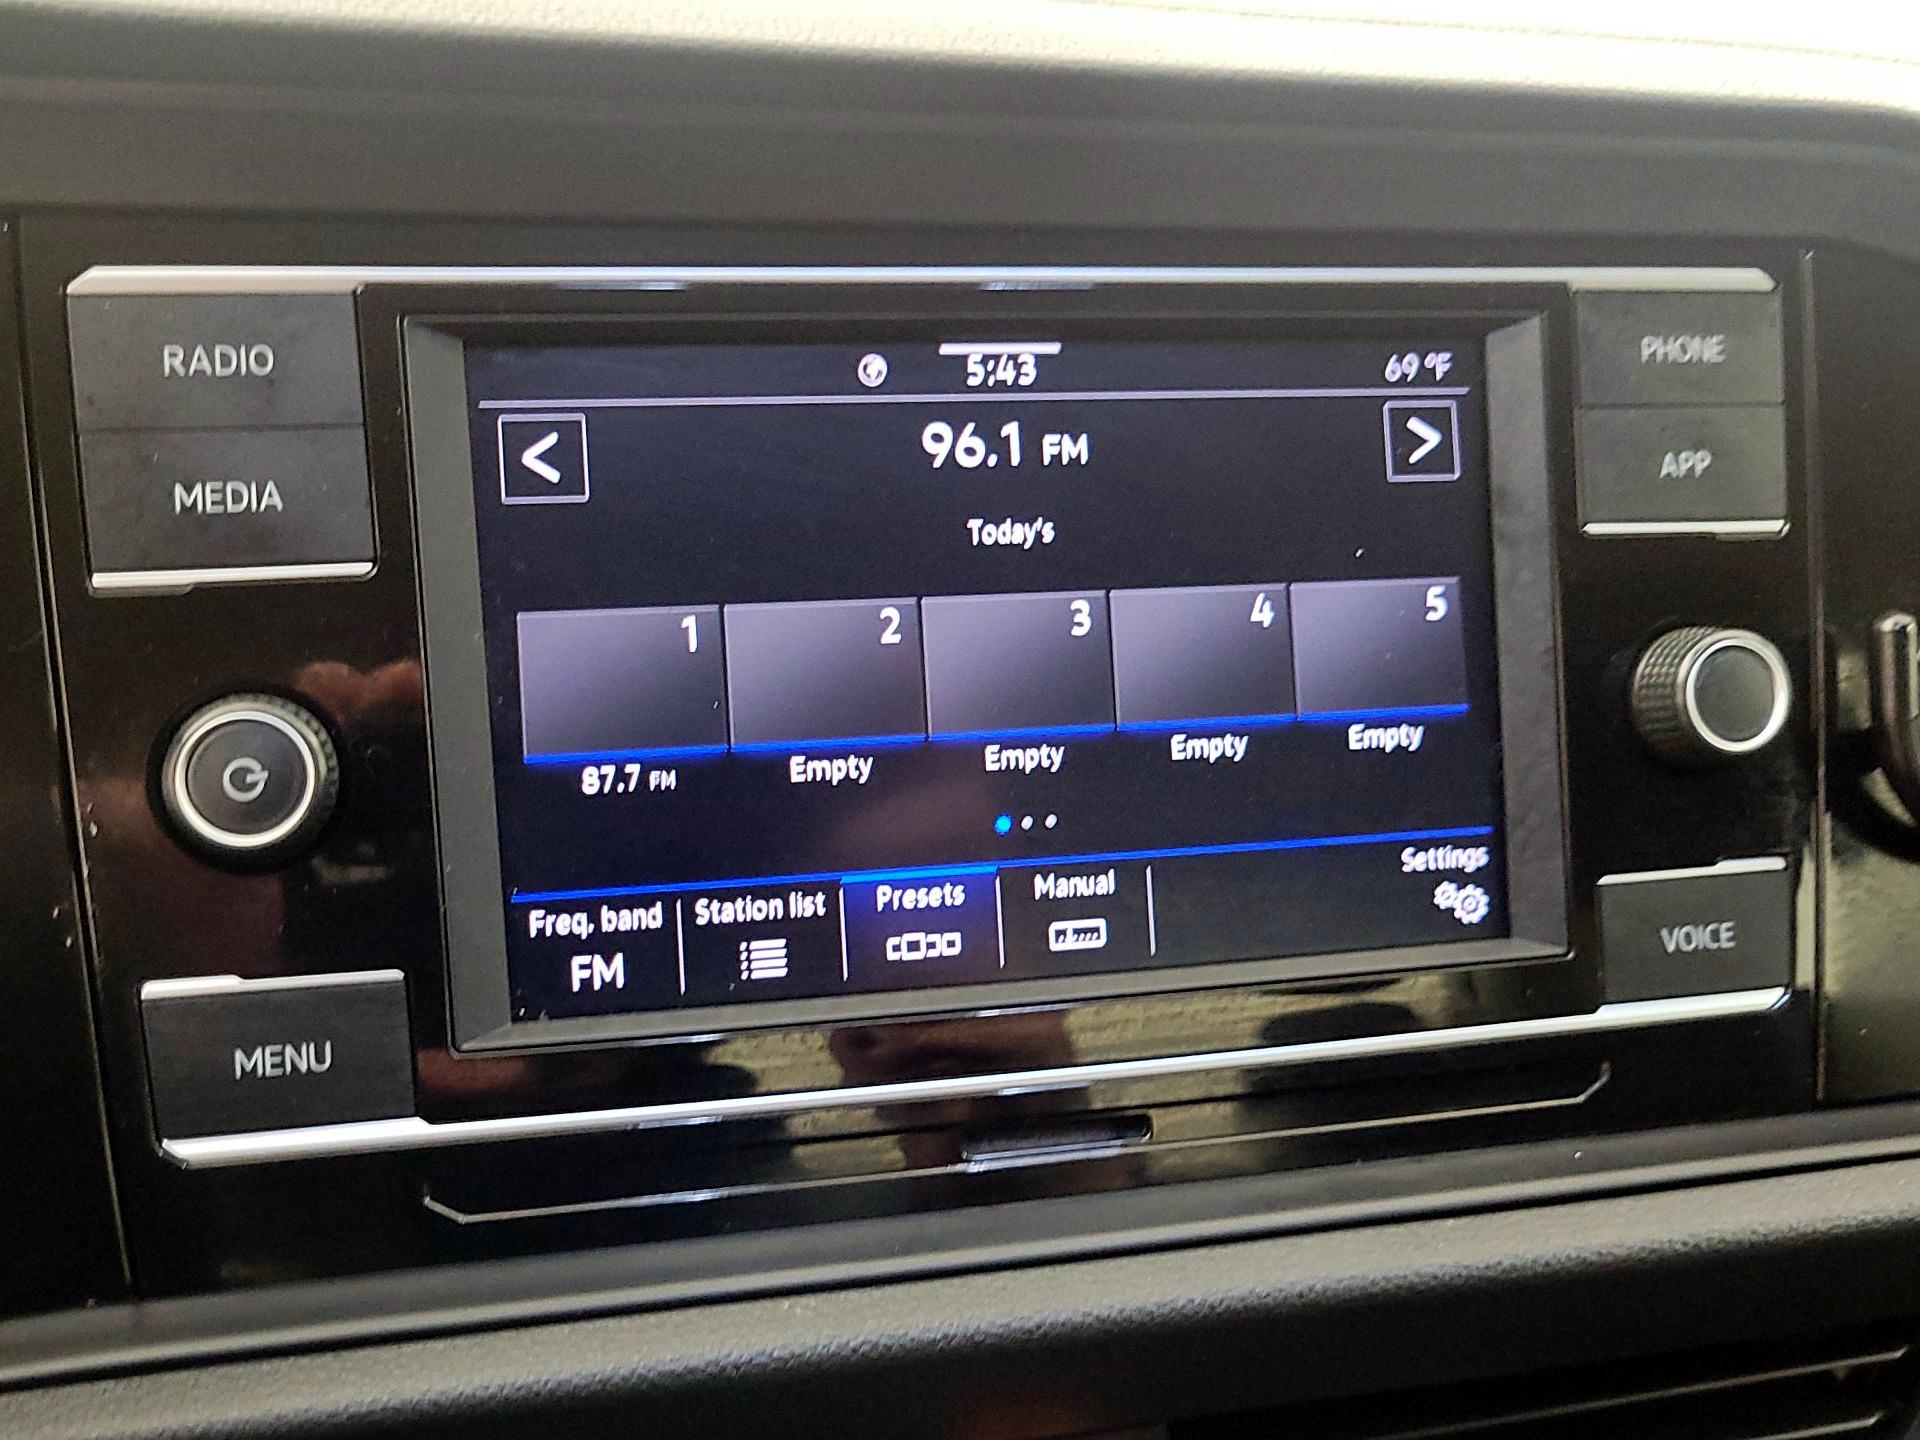 RADIO
MEDIA
MENU
5:43
69°F
<
96.1 FM
>
Today's
1
2
3
4
5
87.7 FM
Empty
Empty
Empty
Empty
Freq. band
FM
Station list
Presets
Manual
Settings
PHONE
APP
VOICE